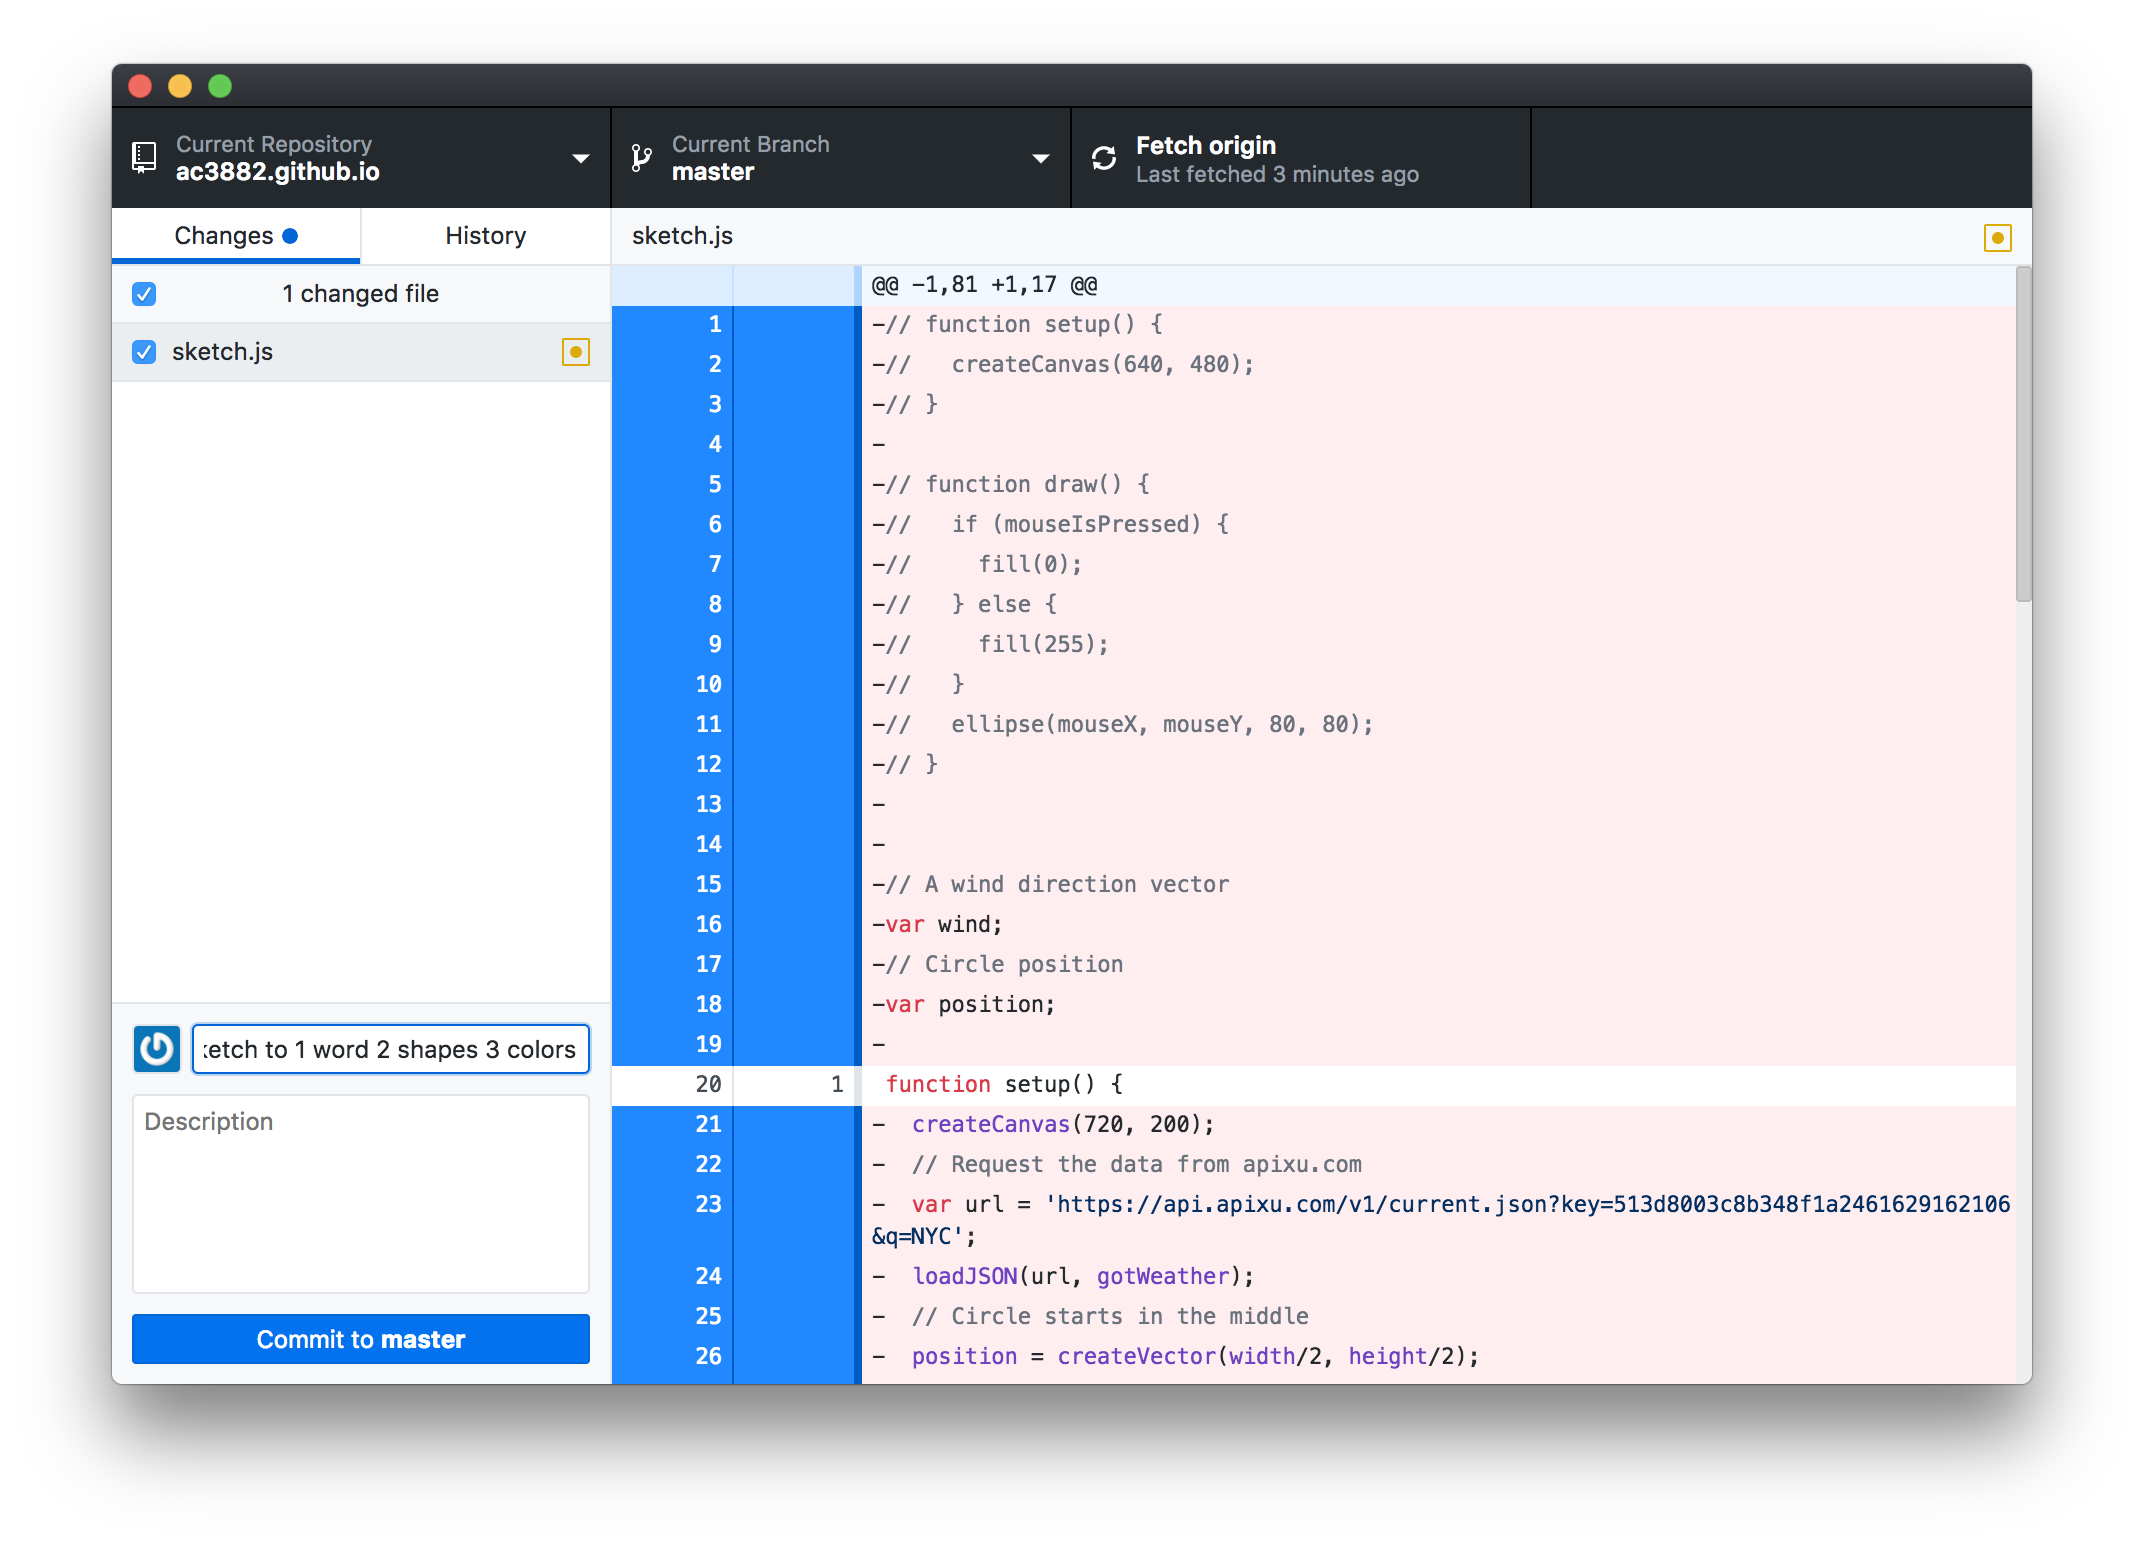 Current Repository
ac3882.github.io
Current Branch
master
Fetch origin
Last fetched 3 minutes ago
Changes
History
sketch.js
1 changed file
sketch.js
to 1 word 2 shapes 3 colors
Description
Commit to master
@@ -1,81 +1,17 @@
1 -// function setup() {
2 -//   createCanvas(640, 480);
3 -// }
4 -
5 -// function draw() {
6 -//   if (mouseIsPressed) {
7 -//     fill(0);
8 -//   } else {
9 -//     fill(255);
10 -//   }
11 -//   ellipse(mouseX, mouseY, 80, 80);
12 -// }
13 -
14 -
15 -// A wind direction vector
16 -var wind;
17 -// Circle position
18 -var position;
19 -
20 1 function setup() {
21 -  createCanvas(720, 200);
22 -  // Request the data from apixu.com
23 -  var url = 'https://api.apixu.com/v1/current.json?key=513d8003c8b348f1a2461629162106
&q=NYC';
24 -  loadJSON(url, gotWeather);
25 -  // Circle starts in the middle
26 -  position = createVector(width/2, height/2);